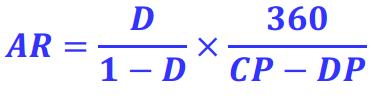 AR = D / (1 − D) × 360 / (CP − DP)